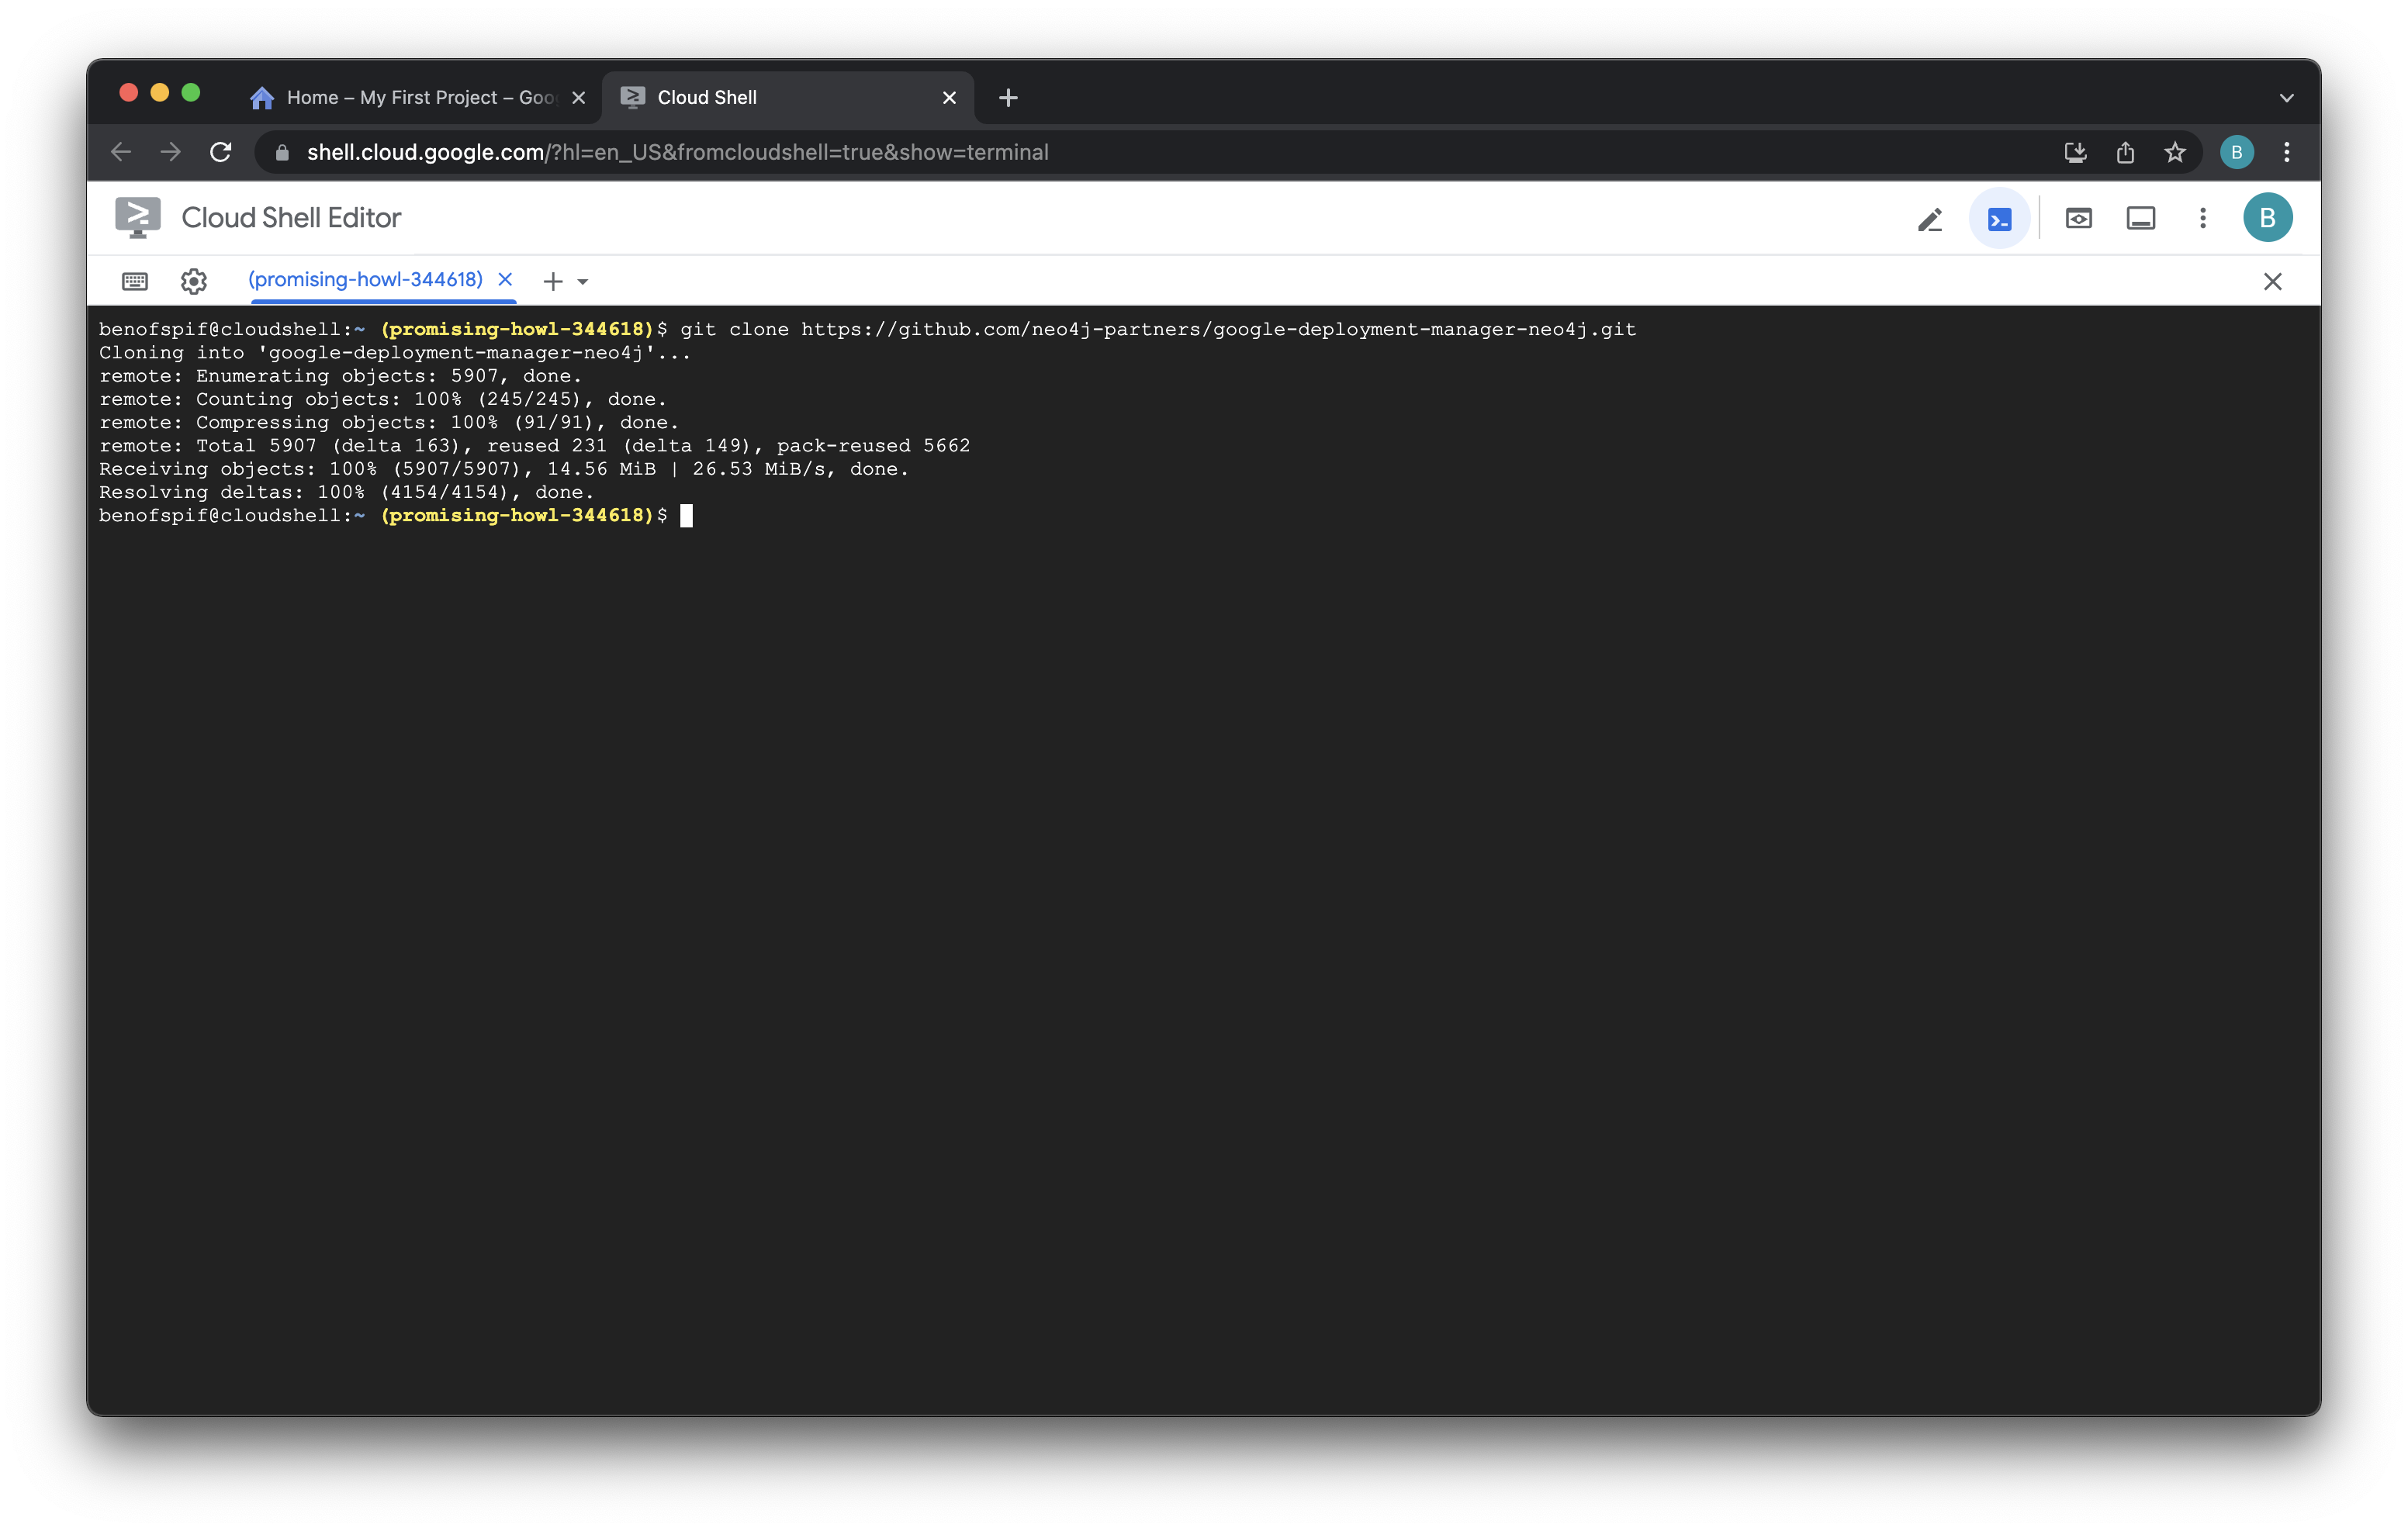 Home – My First Project – Goo
Cloud Shell
shell.cloud.google.com/?hl=en_US&fromcloudshell=true&show=terminal
B
Cloud Shell Editor
B
(promising-howl-344618)
benofspif@cloudshell:~ (promising-howl-344618)$ git clone https://github.com/neo4j-partners/google-deployment-manager-neo4j.git
Cloning into 'google-deployment-manager-neo4j'...
remote: Enumerating objects: 5907, done.
remote: Counting objects: 100% (245/245), done.
remote: Compressing objects: 100% (91/91), done.
remote: Total 5907 (delta 163), reused 231 (delta 149), pack-reused 5662
Receiving objects: 100% (5907/5907), 14.56 MiB | 26.53 MiB/s, done.
Resolving deltas: 100% (4154/4154), done.
benofspif@cloudshell:~ (promising-howl-344618)$